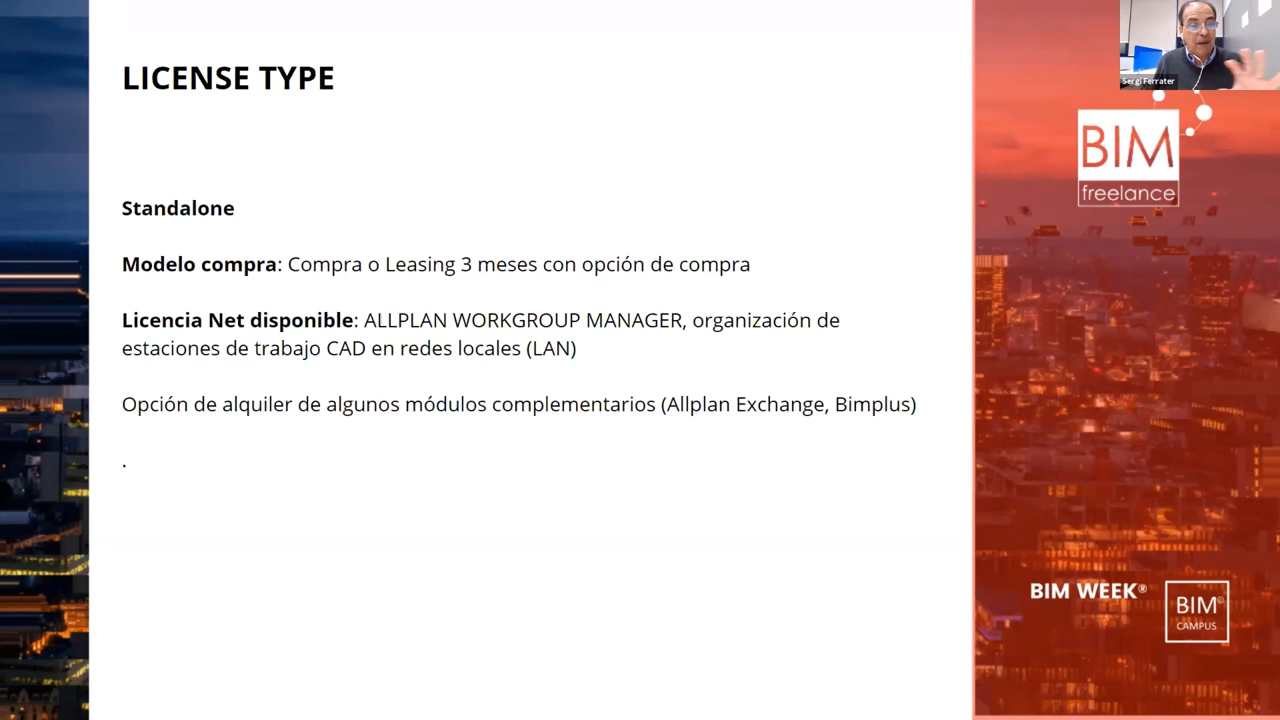 LICENSE TYPE
Standalone
Modelo compra: Compra o Leasing 3 meses con opción de compra
Licencia Net disponible: ALLPLAN WORKGROUP MANAGER, organización de
estaciones de trabajo CAD en redes locales (LAN)
Opción de alquiler de algunos módulos complementarios (Allplan Exchange, Bimplus)
.
Sergi Ferrater
BIM
freelance
BIM WEEK®
BIM©
CAMPUS